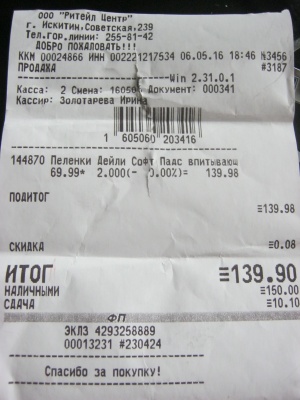 ООО "Ритейл Центр"
г. Искитим,Советская,239
Тел.гор.линии: 255-81-42
ДОБРО ПОЖАЛОВАТЬ!!!
ККМ 00024866 ИНН 002221217534 06.05.16 18:46 №3456
ПРОДАЖА #3187
Win 2.31.0.1
Касса: 2 Смена: Документ: 000341
Кассир: Золотарева Ирина
1 605060 203416
144870 Пеленки Дейли Софт Падс впитывающ
69.99* 2.000(- 0.00%)= 139.98
ПОДИТОГ
≡139.98
СКИДКА ≡0.08
ИТОГ ≡139.90
НАЛИЧНЫМИ ≡150.00
СДАЧА ≡10.10
ФП
ЭКЛЗ 4293258889
00013231 #230424
Спасибо за покупку!